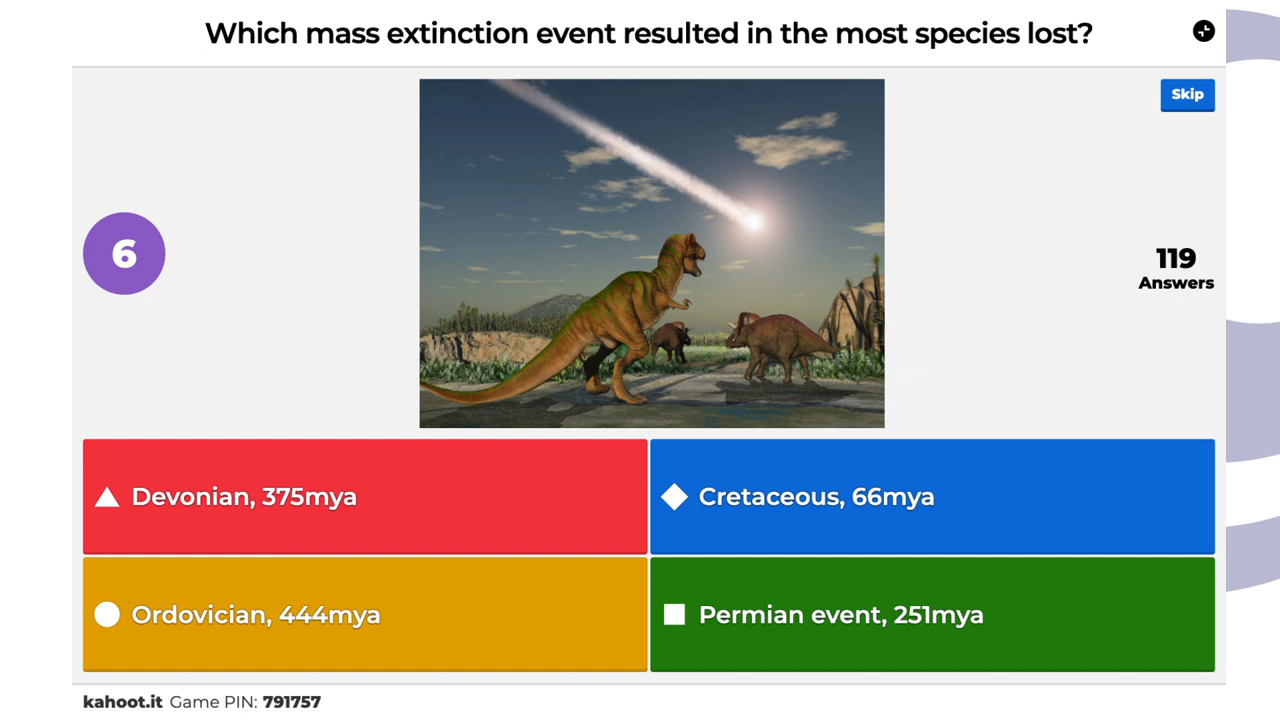 Which mass extinction event resulted in the most species lost?
Skip
6
119
Answers
Devonian, 375mya
Cretaceous, 66mya
Ordovician, 444mya
Permian event, 251mya
kahoot.it Game PIN: 791757